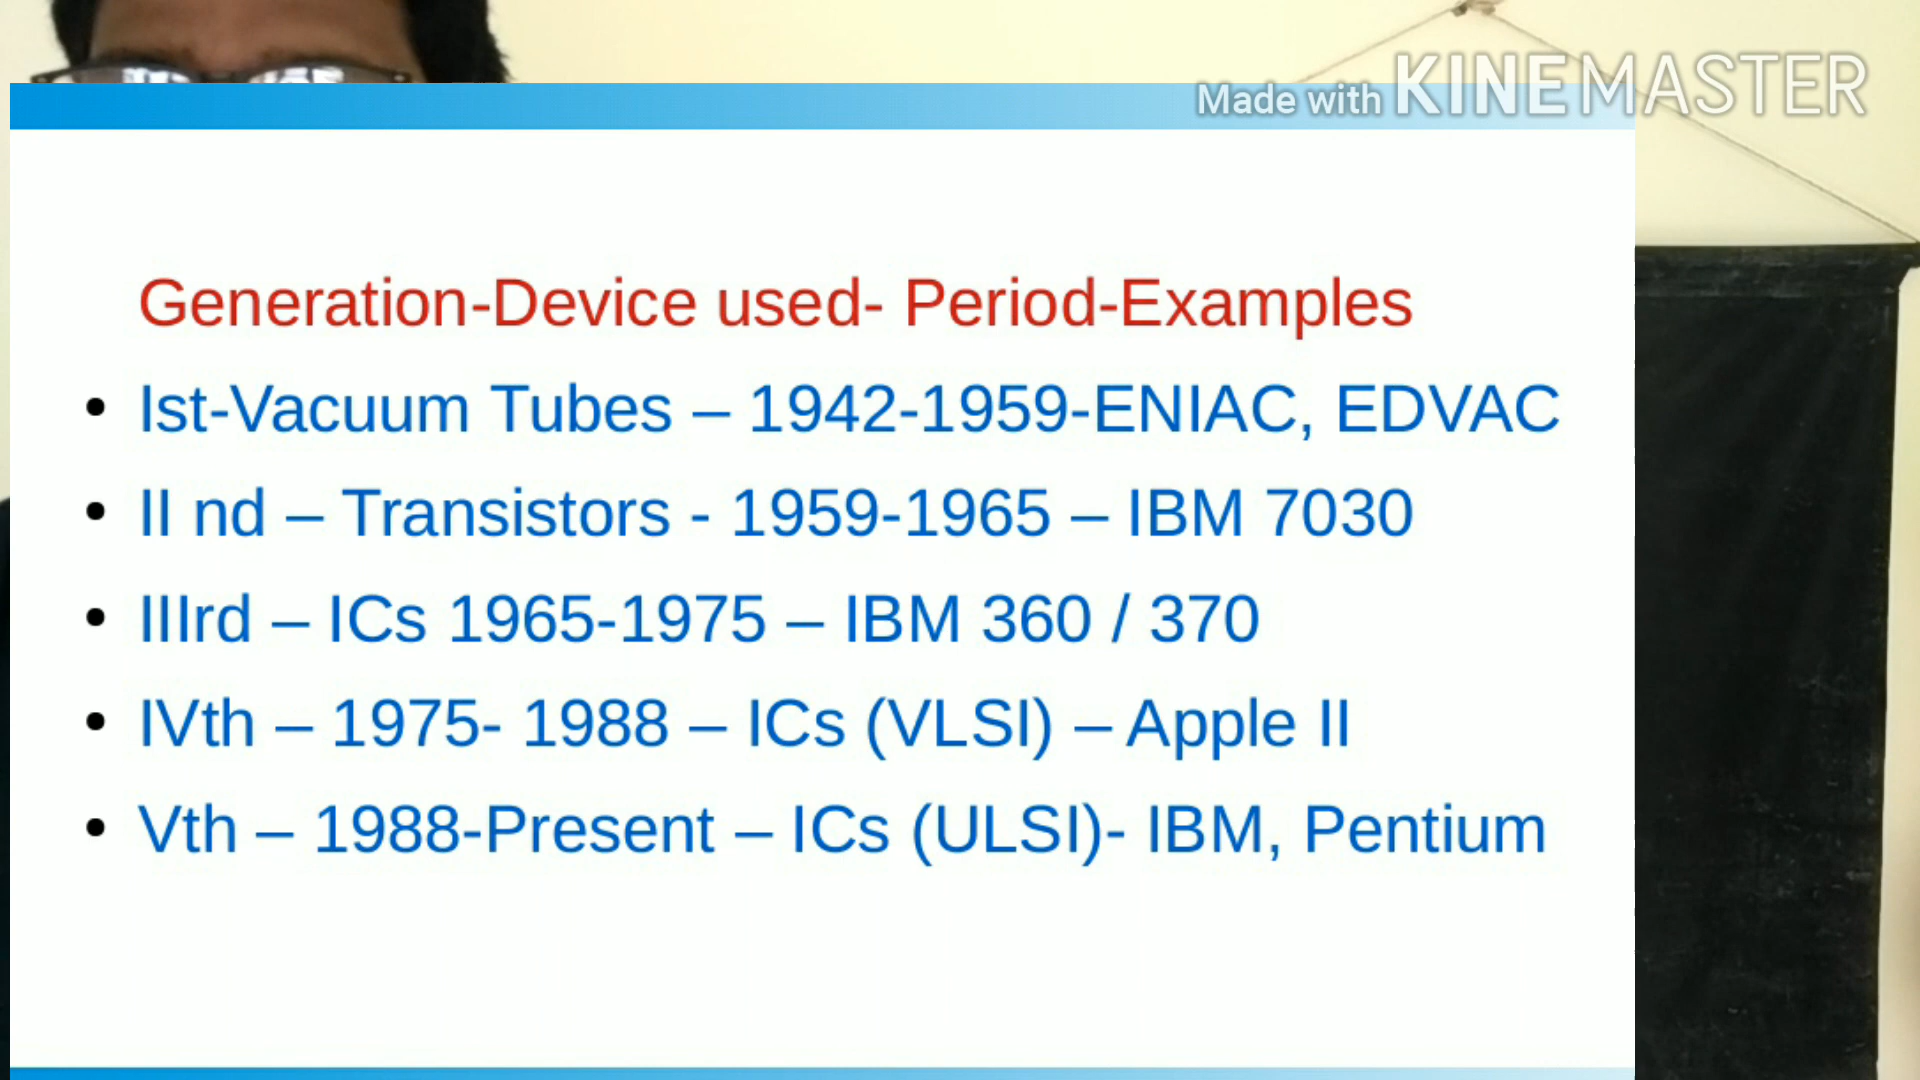 Made with KINEMASTER
Generation-Device used- Period-Examples
• Ist-Vacuum Tubes – 1942-1959-ENIAC, EDVAC
• II nd – Transistors - 1959-1965 – IBM 7030
• IIIrd – ICs 1965-1975 – IBM 360 / 370
• IVth – 1975- 1988 – ICs (VLSI) – Apple II
• Vth – 1988-Present – ICs (ULSI)- IBM, Pentium